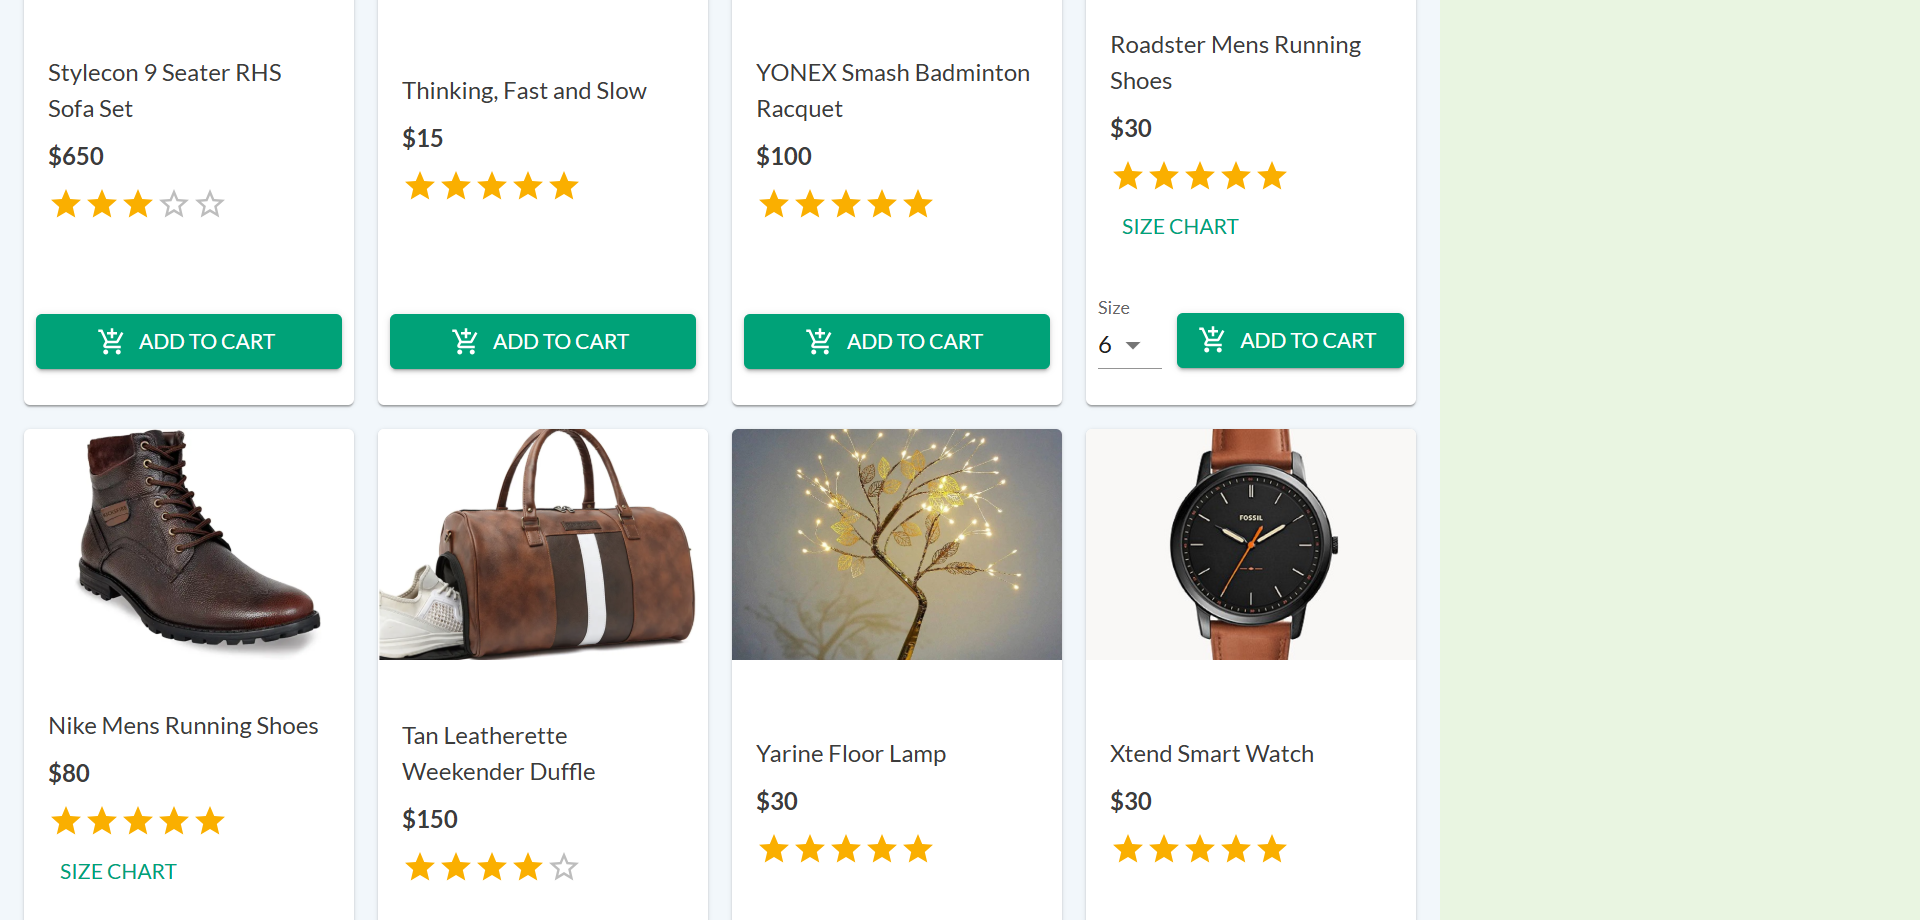 Stylecon 9 Seater RHS
Sofa Set
$650
ADD TO CART
Thinking, Fast and Slow
$15
ADD TO CART
YONEX Smash Badminton
Racquet
$100
ADD TO CART
Roadster Mens Running
Shoes
$30
SIZE CHART
Size
6
ADD TO CART
Nike Mens Running Shoes
$80
SIZE CHART
Tan Leatherette
Weekender Duffle
$150
Yarine Floor Lamp
$30
FOSSIL
Xtend Smart Watch
$30